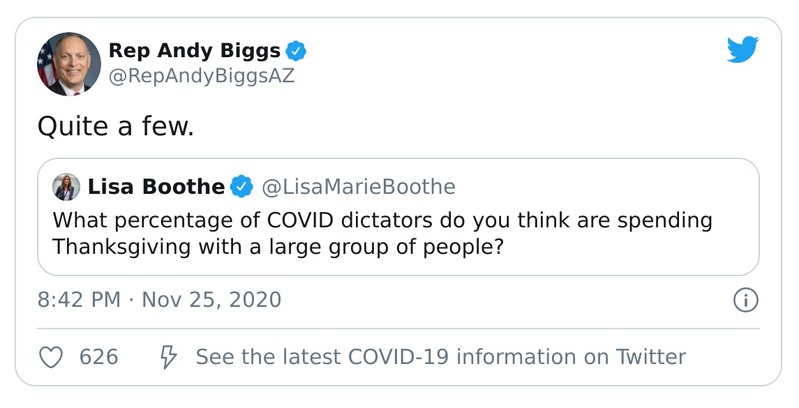 Rep Andy Biggs
@RepAndyBiggsAZ
Quite a few.
Lisa Boothe @LisaMarieBoothe
What percentage of COVID dictators do you think are spending
Thanksgiving with a large group of people?
8:42 PM · Nov 25, 2020
626 See the latest COVID-19 information on Twitter